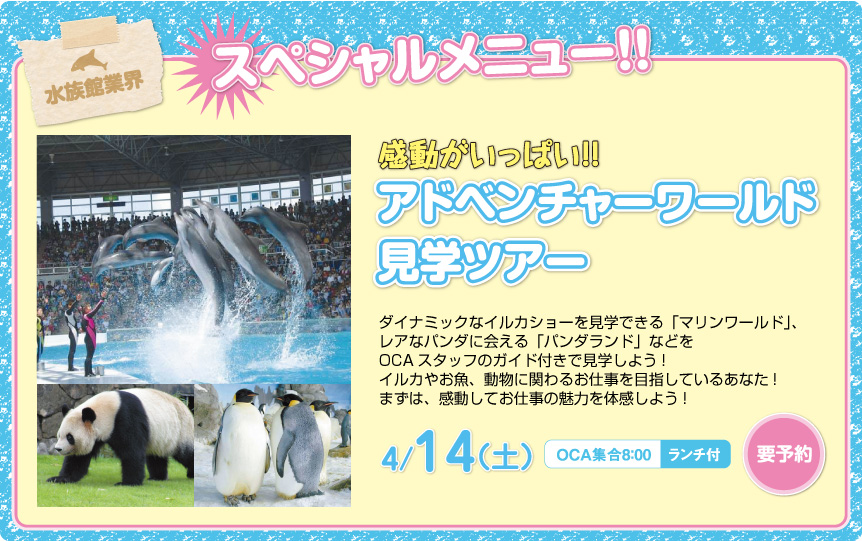 水族館業界
スペシャルメニュー!!
感動がいっぱい!!
アドベンチャーワールド
見学ツアー
ダイナミックなイルカショーを見学できる「マリンワールド」、
レアなパンダに会える「パンダランド」などを
OCAスタッフのガイド付きで見学しよう!
イルカやお魚、動物に関わるお仕事を目指しているあなた!
まずは、感動してお仕事の魅力を体感しよう!
4/14(土) OCA集合8:00 ランチ付 要予約